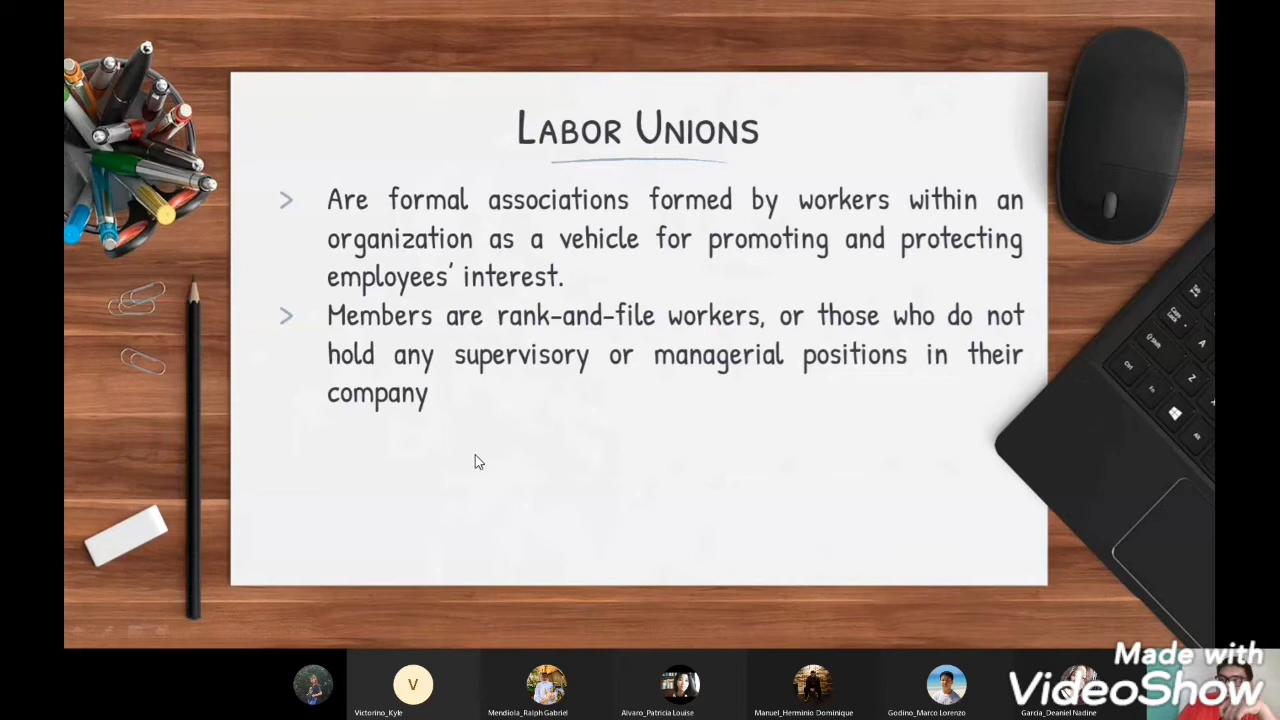 LABOR UNIONS
> Are formal associations formed by workers within an
organization as a vehicle for promoting and protecting
employees' interest.
> Members are rank-and-file workers, or those who do not
hold any supervisory or managerial positions in their
company
Made with
VideoShow
V
Victorino_Kyle
Mendiola_Ralph Gabriel
Alvaro_Patricia Louise
Manuel_Herminio Dominique
Godino_Marco Lorenzo
Garcia_Deaniel Nadine